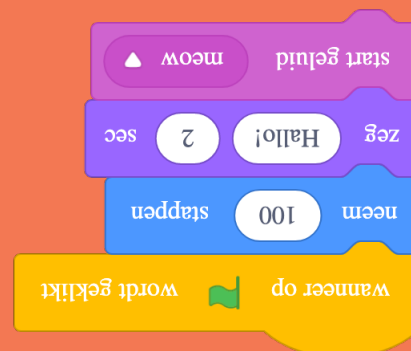 wanneer op wordt geklikt
neem 100 stappen
zeg Hallo! 2 sec
start geluid meow